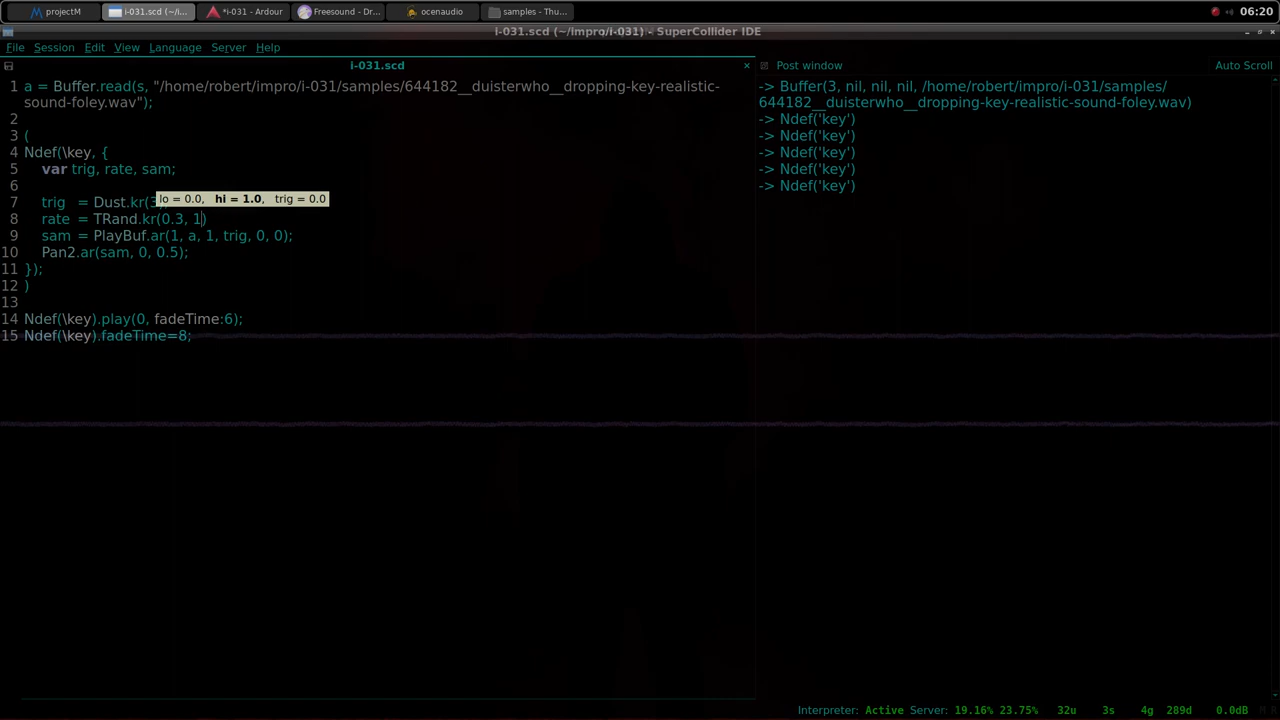 projectM
i-031.scd (~/i...
*i-031 - Ardour
Freesound - Dr...
ocenaudio
samples - Thu...
06:20
i-031.scd (~/impro/i-031) - SuperCollider IDE
File Session Edit View Language Server Help
i-031.scd
Post window
Auto Scroll
1 a = Buffer.read(s, "/home/robert/impro/i-031/samples/644182__duisterwho__dropping-key-realistic-
sound-foley.wav");
2
3 (
4 Ndef(\key, {
5 var trig, rate, sam;
6
lo = 0.0, hi = 1.0, trig = 0.0
7 trig = Dust.kr(3
8 rate = TRand.kr(0.3, 1)
9 sam = PlayBuf.ar(1, a, 1, trig, 0, 0);
10 Pan2.ar(sam, 0, 0.5);
11 });
12 )
13
14 Ndef(\key).play(0, fadeTime:6);
15 Ndef(\key).fadeTime=8;
-> Buffer(3, nil, nil, nil, /home/robert/impro/i-031/samples/
644182__duisterwho__dropping-key-realistic-sound-foley.wav)
-> Ndef('key')
-> Ndef('key')
-> Ndef('key')
-> Ndef('key')
-> Ndef('key')
Interpreter: Active Server: 19.16% 23.75% 32u 3s 4g 289d 0.0dB